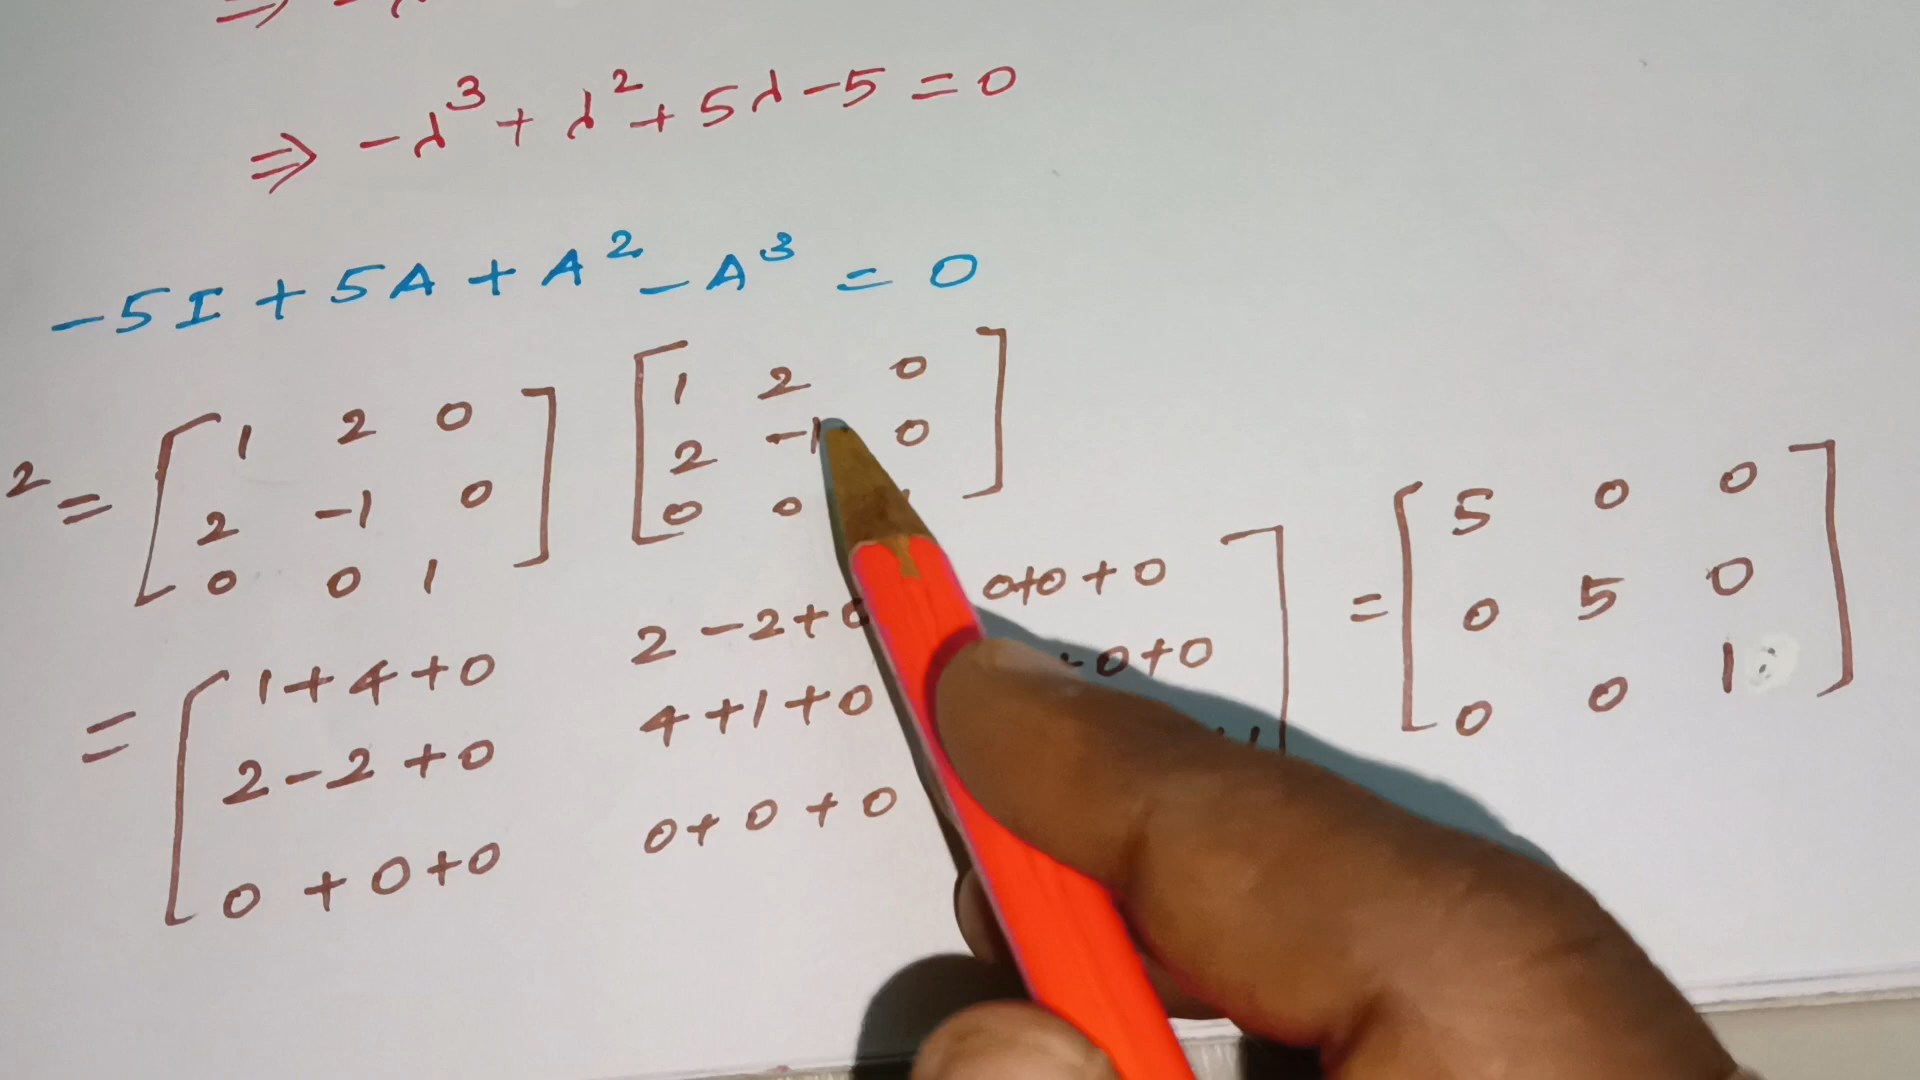 ⇒ -λ³ + λ² + 5λ - 5 = 0
-5I + 5A + A² - A³ = 0
² = [ 1 2 0 ] [ 1 2 0 ]
2 -1 0 2 -1 0
0 0 1 0 0
= [ 1+4+0 2-2+0 0+0+0 ] = [ 5 0 0 ]
2-2+0 4+1+0 +0+0 0 5 0
0+0+0 0+0+0 0 0 1